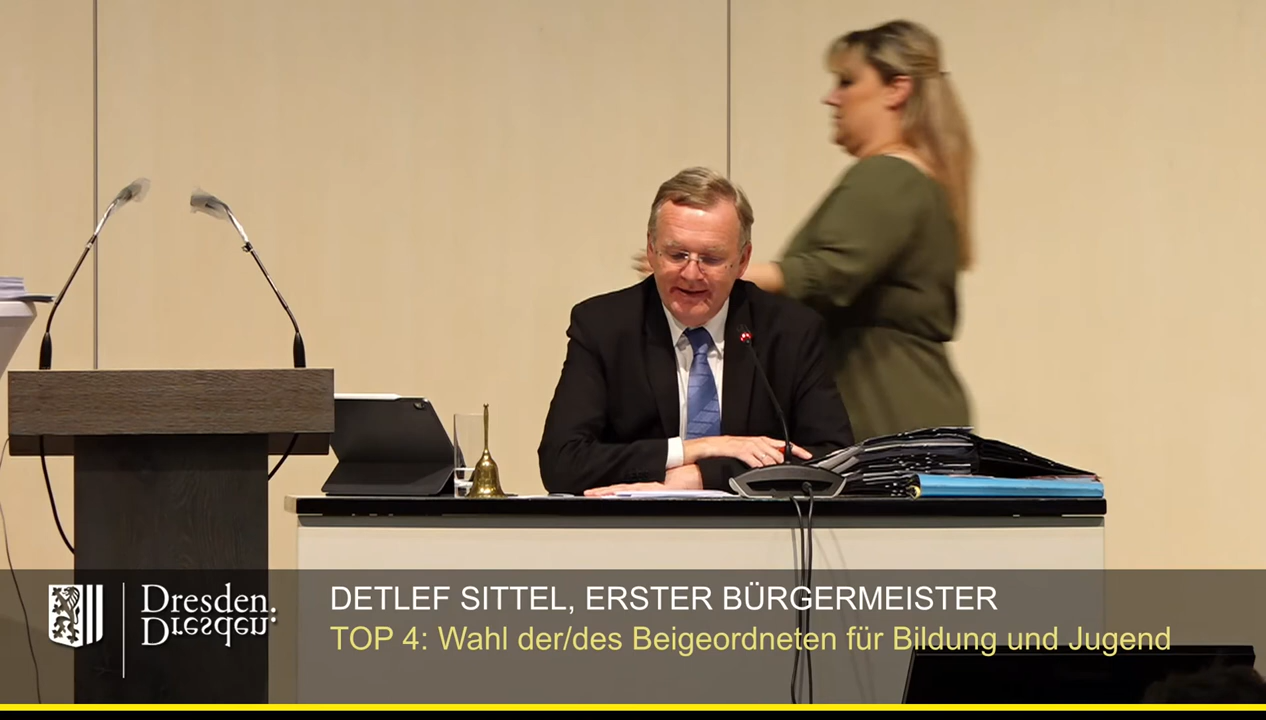 DETLEF SITTEL, ERSTER BÜRGERMEISTER
TOP 4: Wahl der/des Beigeordneten für Bildung und Jugend
Dresden.
Dresden.